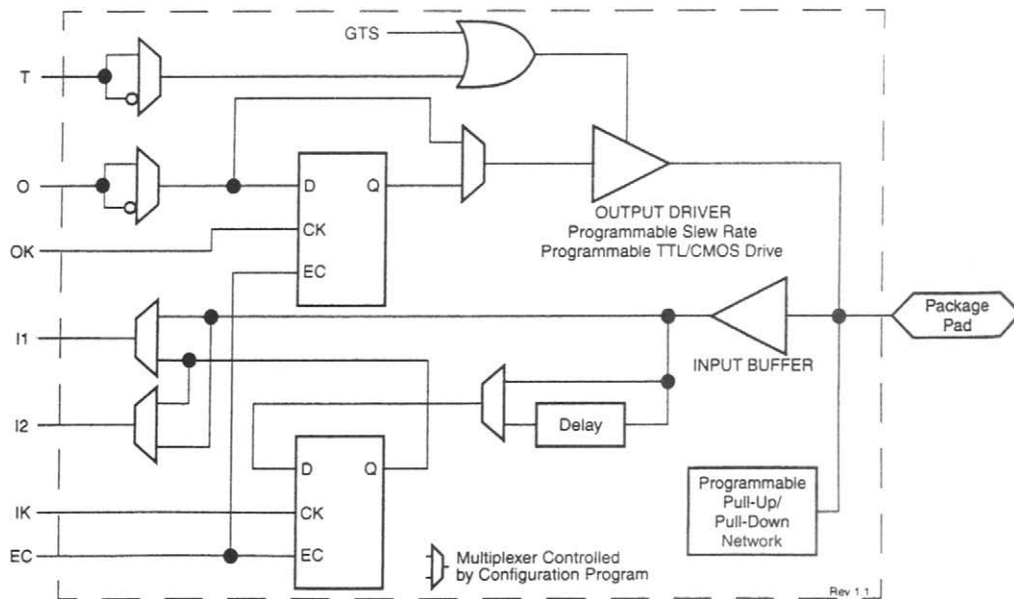 GTS
T
O
D
Q
CK
EC
OK
OUTPUT DRIVER
Programmable Slew Rate
Programmable TTL/CMOS Drive
I1
INPUT BUFFER
Package
Pad
I2
Delay
D
Q
CK
EC
IK
EC
Programmable
Pull-Up/
Pull-Down
Network
Multiplexer Controlled
by Configuration Program
Rev 1.1